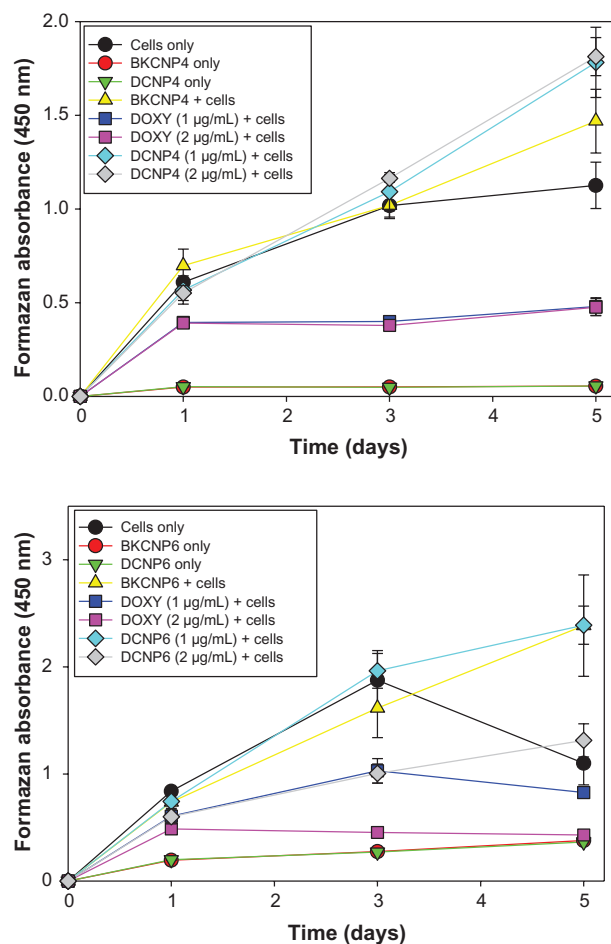 2.0
1.5
1.0
0.5
0.0
Formazan absorbance (450 nm)
Cells only
BKCNP4 only
DCNP4 only
BKCNP4 + cells
DOXY (1 µg/mL) + cells
DOXY (2 µg/mL) + cells
DCNP4 (1 µg/mL) + cells
DCNP4 (2 µg/mL) + cells
0 1 2 3 4 5
Time (days)
3
2
1
0
Formazan absorbance (450 nm)
Cells only
BKCNP6 only
DCNP6 only
BKCNP6 + cells
DOXY (1 µg/mL) + cells
DOXY (2 µg/mL) + cells
DCNP6 (1 µg/mL) + cells
DCNP6 (2 µg/mL) + cells
0 1 2 3 4 5
Time (days)